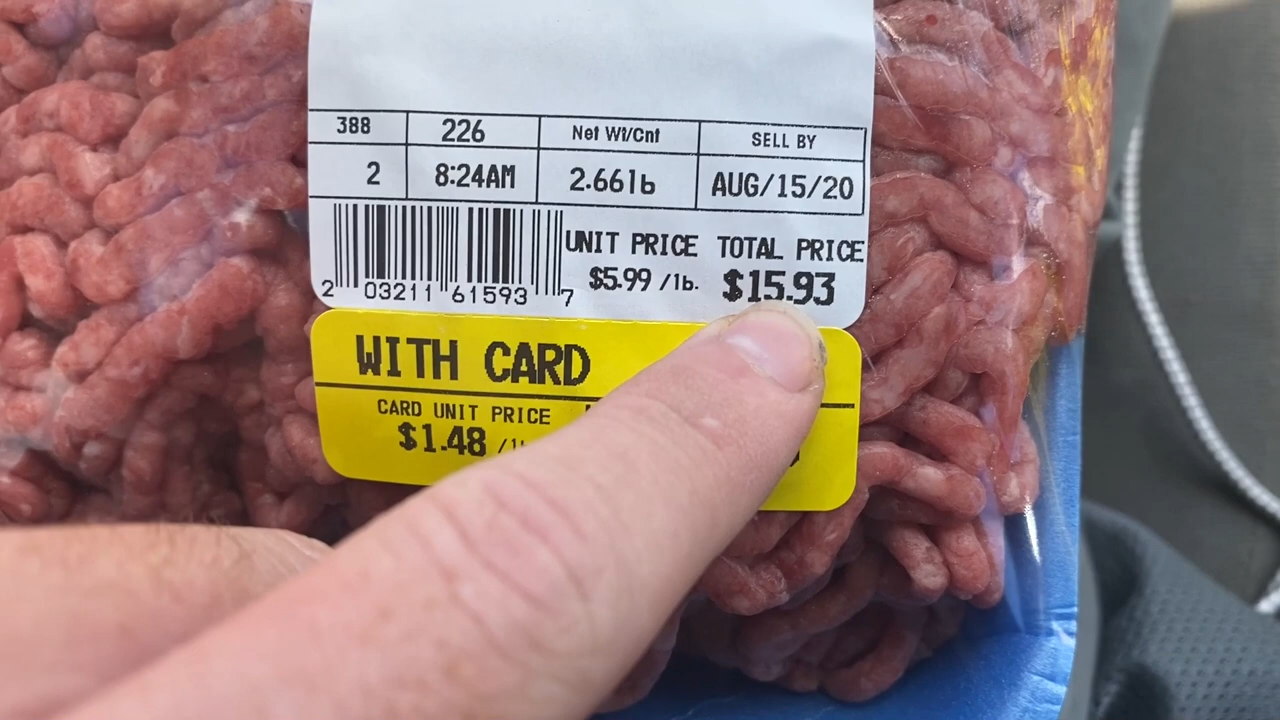 388 226 Net Wt/Cnt SELL BY
2 8:24AM 2.66lb AUG/15/20
UNIT PRICE TOTAL PRICE
$5.99 /lb. $15.93
2 03211 61593 7
WITH CARD
CARD UNIT PRICE
$1.48